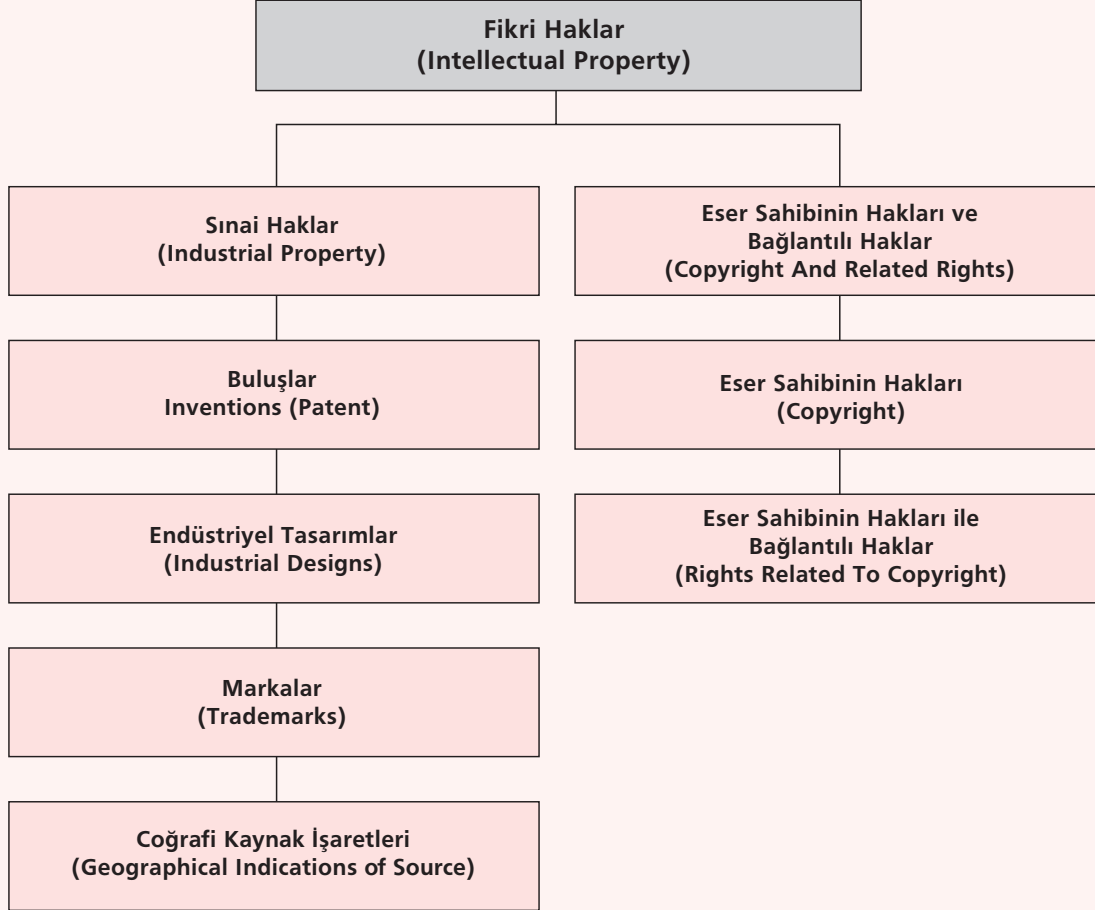 Fikri Haklar
(Intellectual Property)
Sınai Haklar
(Industrial Property)
Buluşlar
Inventions (Patent)
Endüstriyel Tasarımlar
(Industrial Designs)
Markalar
(Trademarks)
Coğrafi Kaynak İşaretleri
(Geographical Indications of Source)
Eser Sahibinin Hakları ve
Bağlantılı Haklar
(Copyright And Related Rights)
Eser Sahibinin Hakları
(Copyright)
Eser Sahibinin Hakları ile
Bağlantılı Haklar
(Rights Related To Copyright)